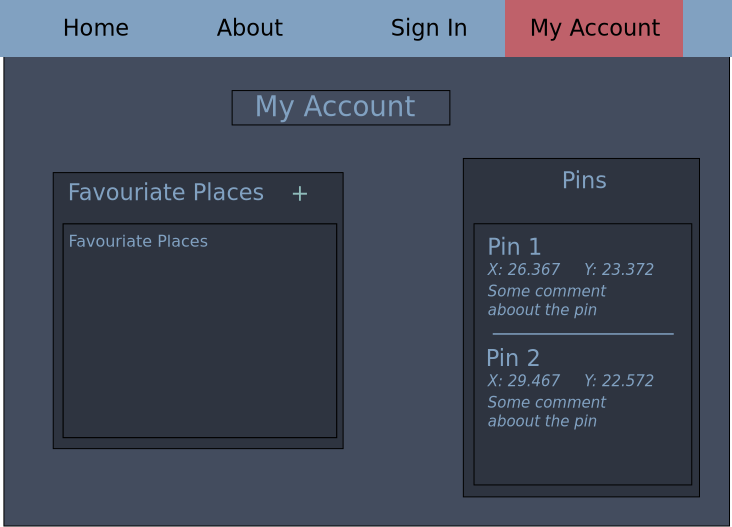 Home About Sign In My Account
My Account
Favouriate Places +
Favouriate Places
Pins
Pin 1
X: 26.367 Y: 23.372
Some comment
aboout the pin
Pin 2
X: 29.467 Y: 22.572
Some comment
aboout the pin